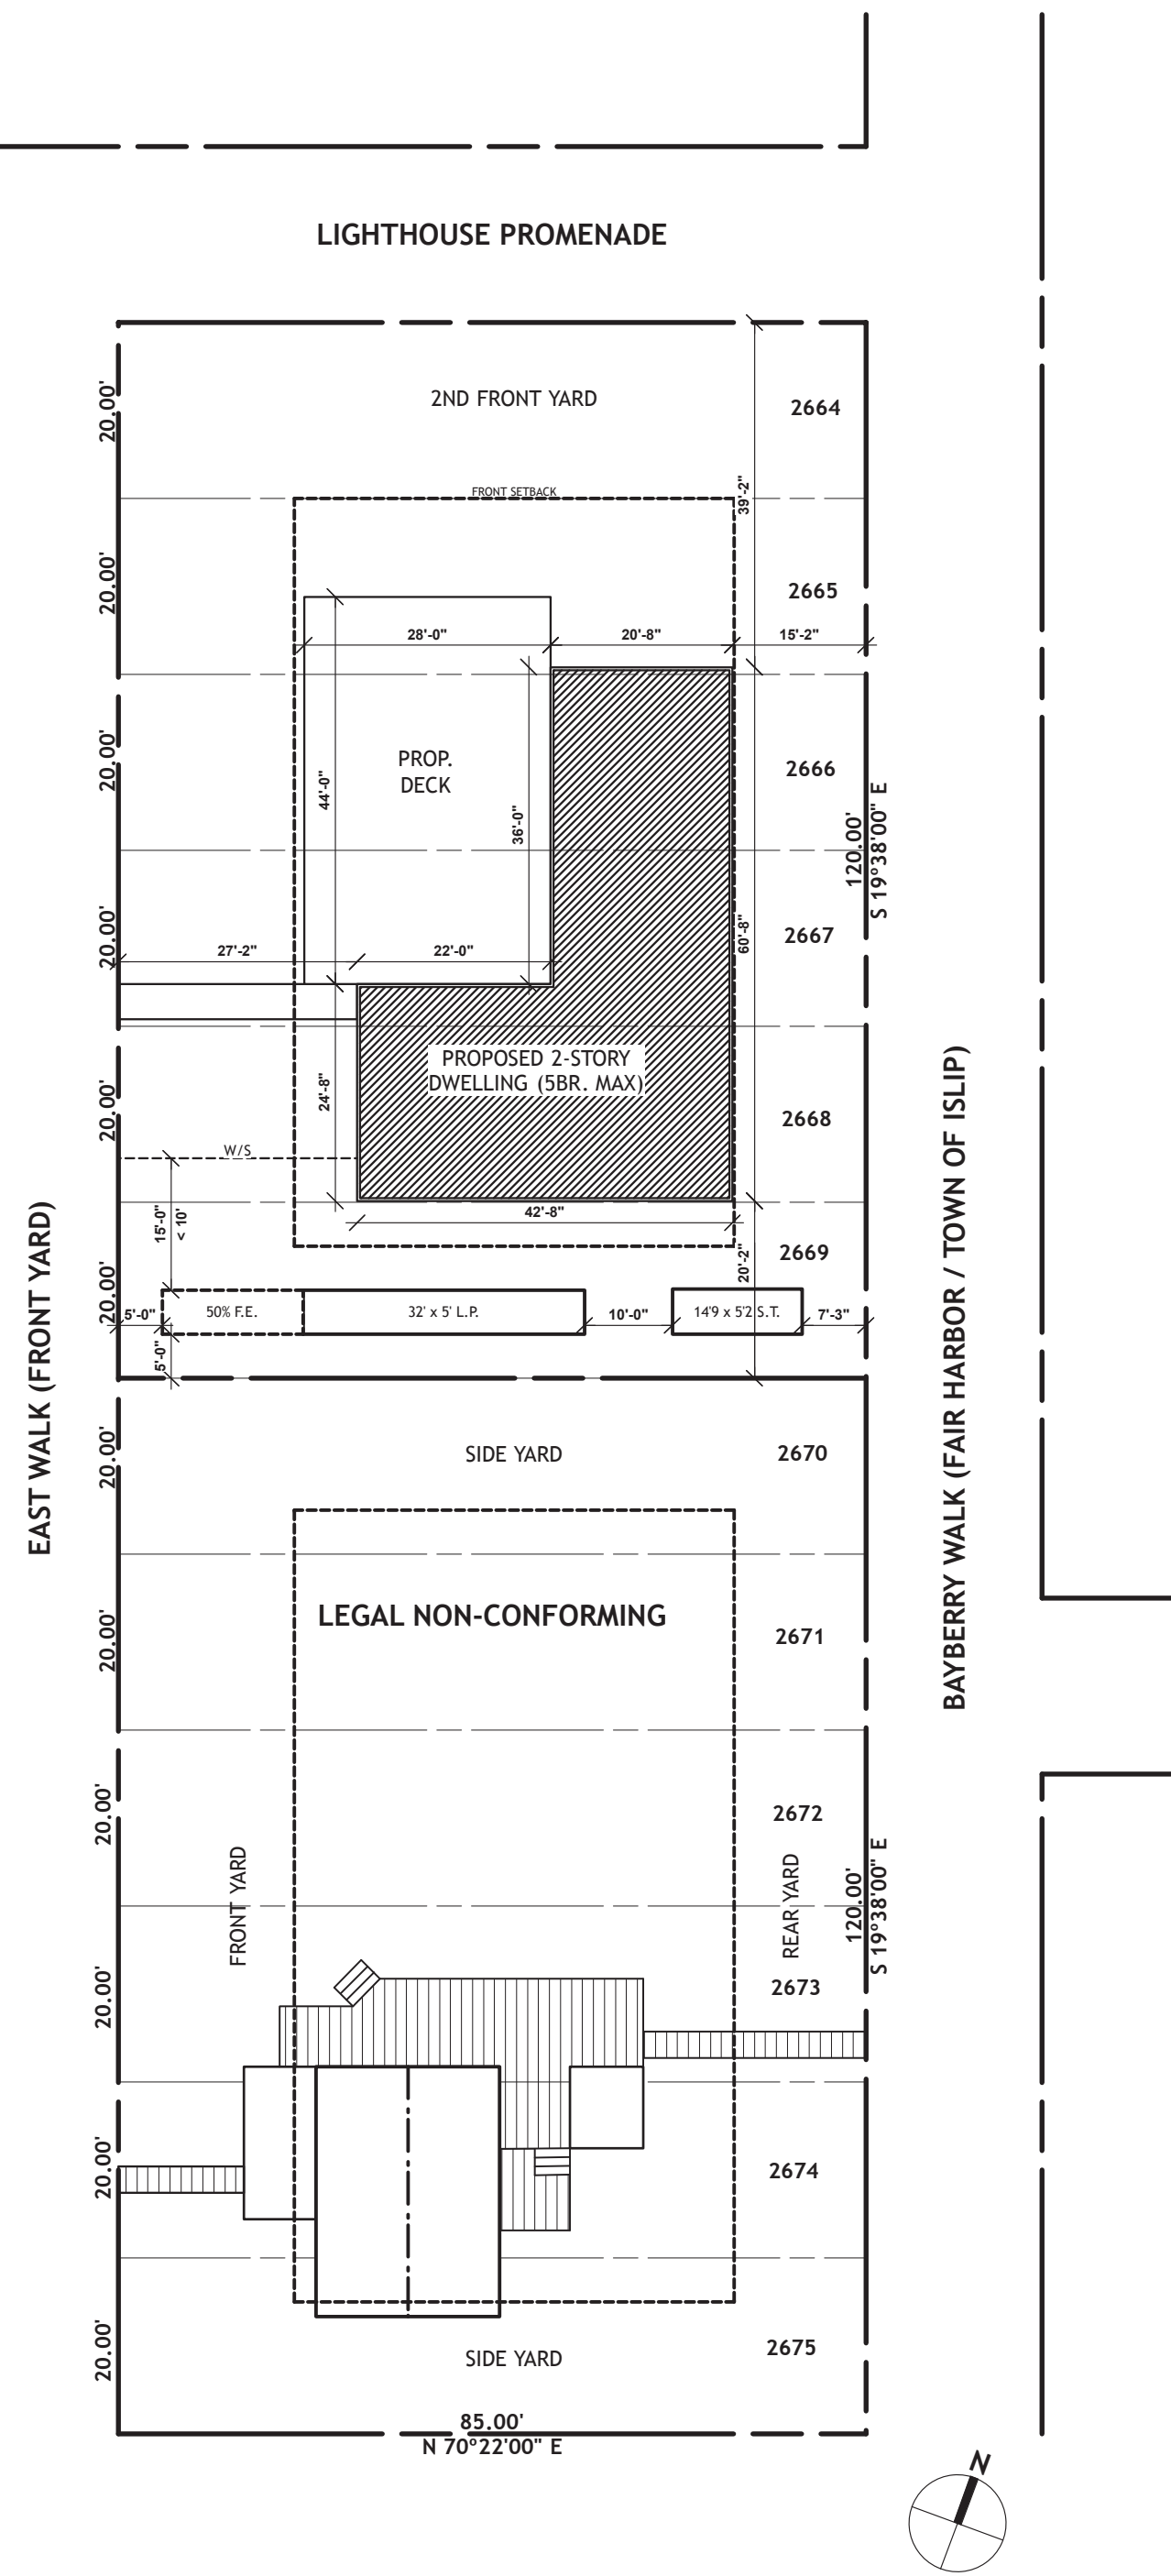 LIGHTHOUSE PROMENADE
2ND FRONT YARD
20.00'
2664
FRONT SETBACK
39'-2"
20.00'
2665
28'-0"
20'-8"
15'-2"
20.00'
PROP.
DECK
2666
44'-0"
36'-0"
120.00'
S 19°38'00" E
20.00'
27'-2"
22'-0"
60'-8"
2667
PROPOSED 2-STORY
DWELLING (5BR. MAX)
20.00'
24'-8"
2668
W/S
15'-0"
< 10'
42'-8"
20'-2"
2669
20.00'
5'-0"
50% F.E.
32' x 5' L.P.
10'-0"
14'9 x 5'2 S.T.
7'-3"
5'-0"
EAST WALK (FRONT YARD)
BAYBERRY WALK (FAIR HARBOR / TOWN OF ISLIP)
20.00'
SIDE YARD
2670
LEGAL NON-CONFORMING
20.00'
2671
20.00'
2672
FRONT YARD
REAR YARD
120.00'
S 19°38'00" E
20.00'
2673
20.00'
2674
20.00'
SIDE YARD
2675
85.00'
N 70°22'00" E
N